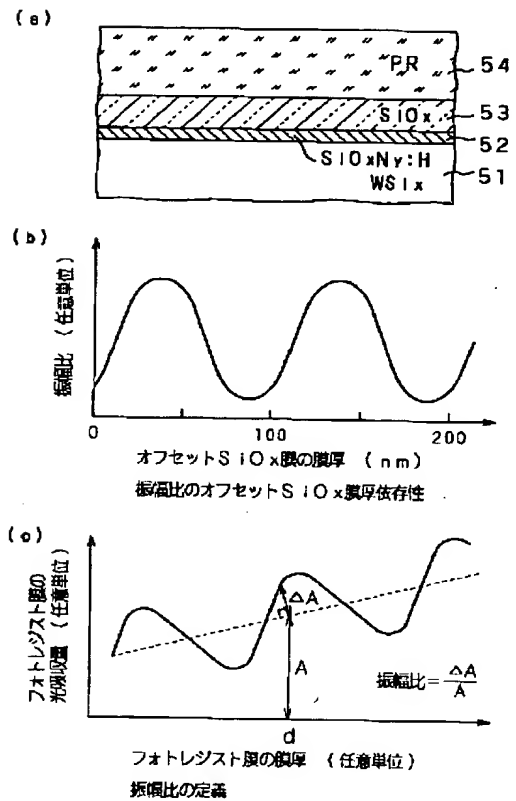 (a)
PR
54
SiOx
53
52
SiOxNy:H
WSix
51
(b)
振幅比 (任意単位)
0
100
200
オフセットSiOx膜の膜厚 (nm)
振幅比のオフセットSiOx膜厚依存性
(c)
フォトレジスト膜の
光吸収量 (任意単位)
ΔA
A
振幅比=ΔA/A
d
フォトレジスト膜の膜厚 (任意単位)
振幅比の定義